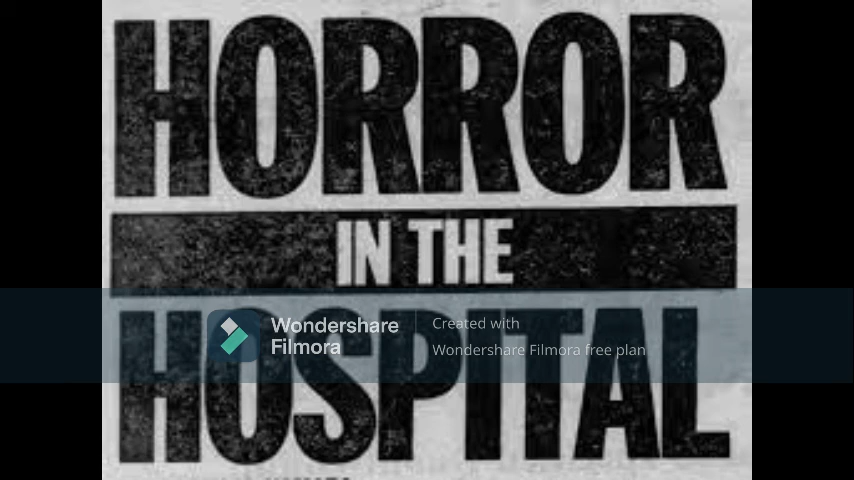 HORROR
IN THE
HOSPITAL
Wondershare
Filmora
Created with
Wondershare Filmora free plan